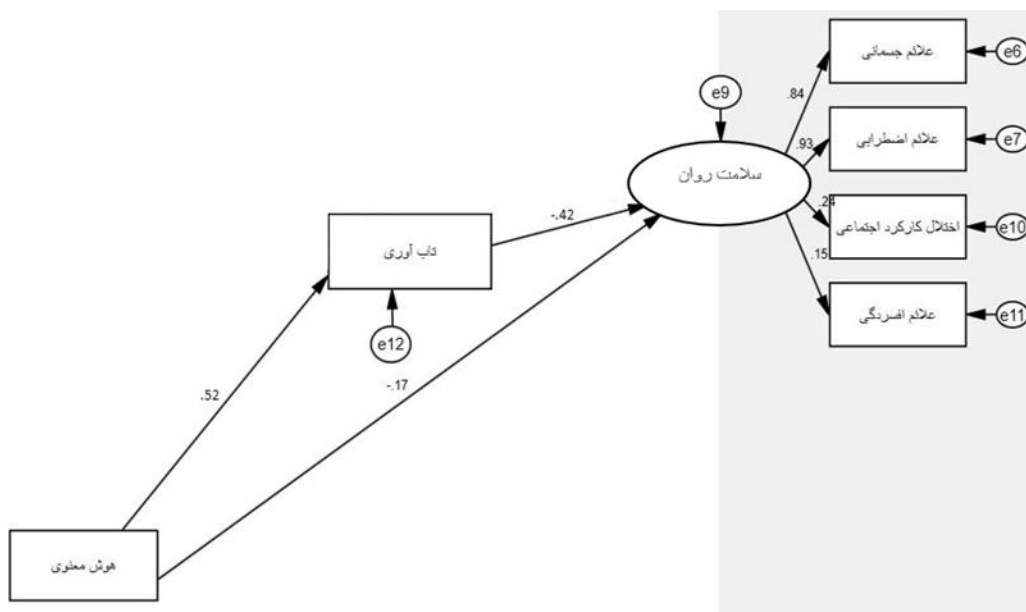 علائم جسمانی
e6
e9
.84
علائم اضطرابی
e7
.93
سلامت روان
.24
اختلال کارکرد اجتماعی
e10
-.42
تاب آوری
.15
علائم افسردگی
e11
e12
.52
-.17
هوش معنوی